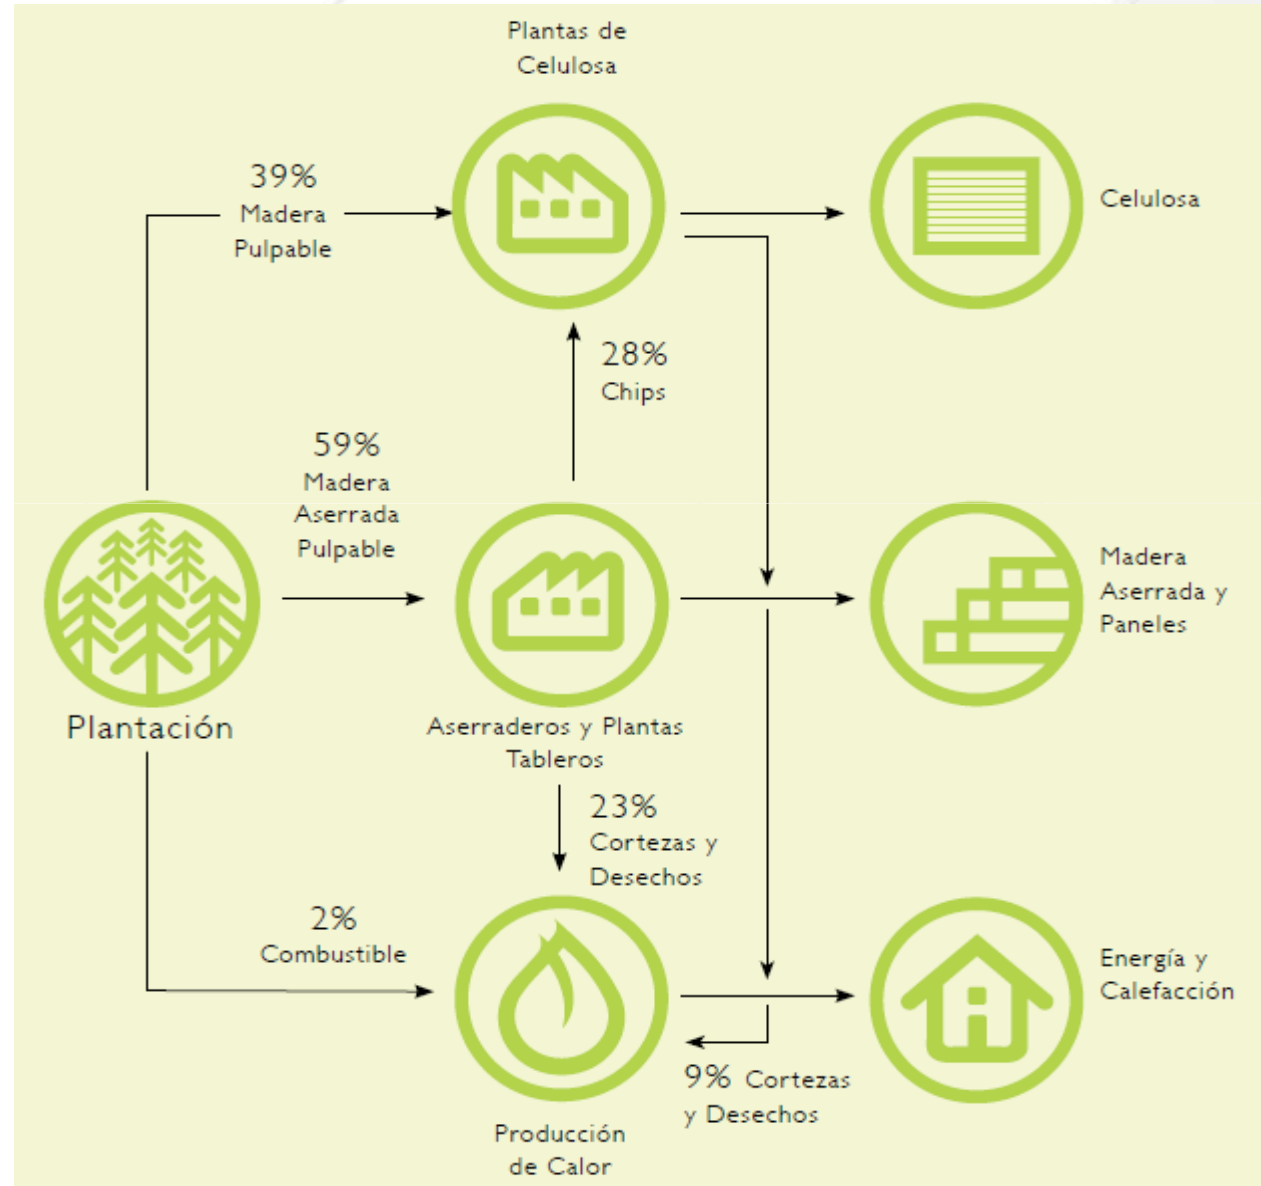 Plantas de
Celulosa
39%
Madera
Pulpable
Celulosa
28%
Chips
59%
Madera
Aserrada
Pulpable
Madera
Aserrada y
Paneles
Plantación
Aserraderos y Plantas
Tableros
23%
Cortezas y
Desechos
2%
Combustible
Energía y
Calefacción
9% Cortezas
y Desechos
Producción
de Calor